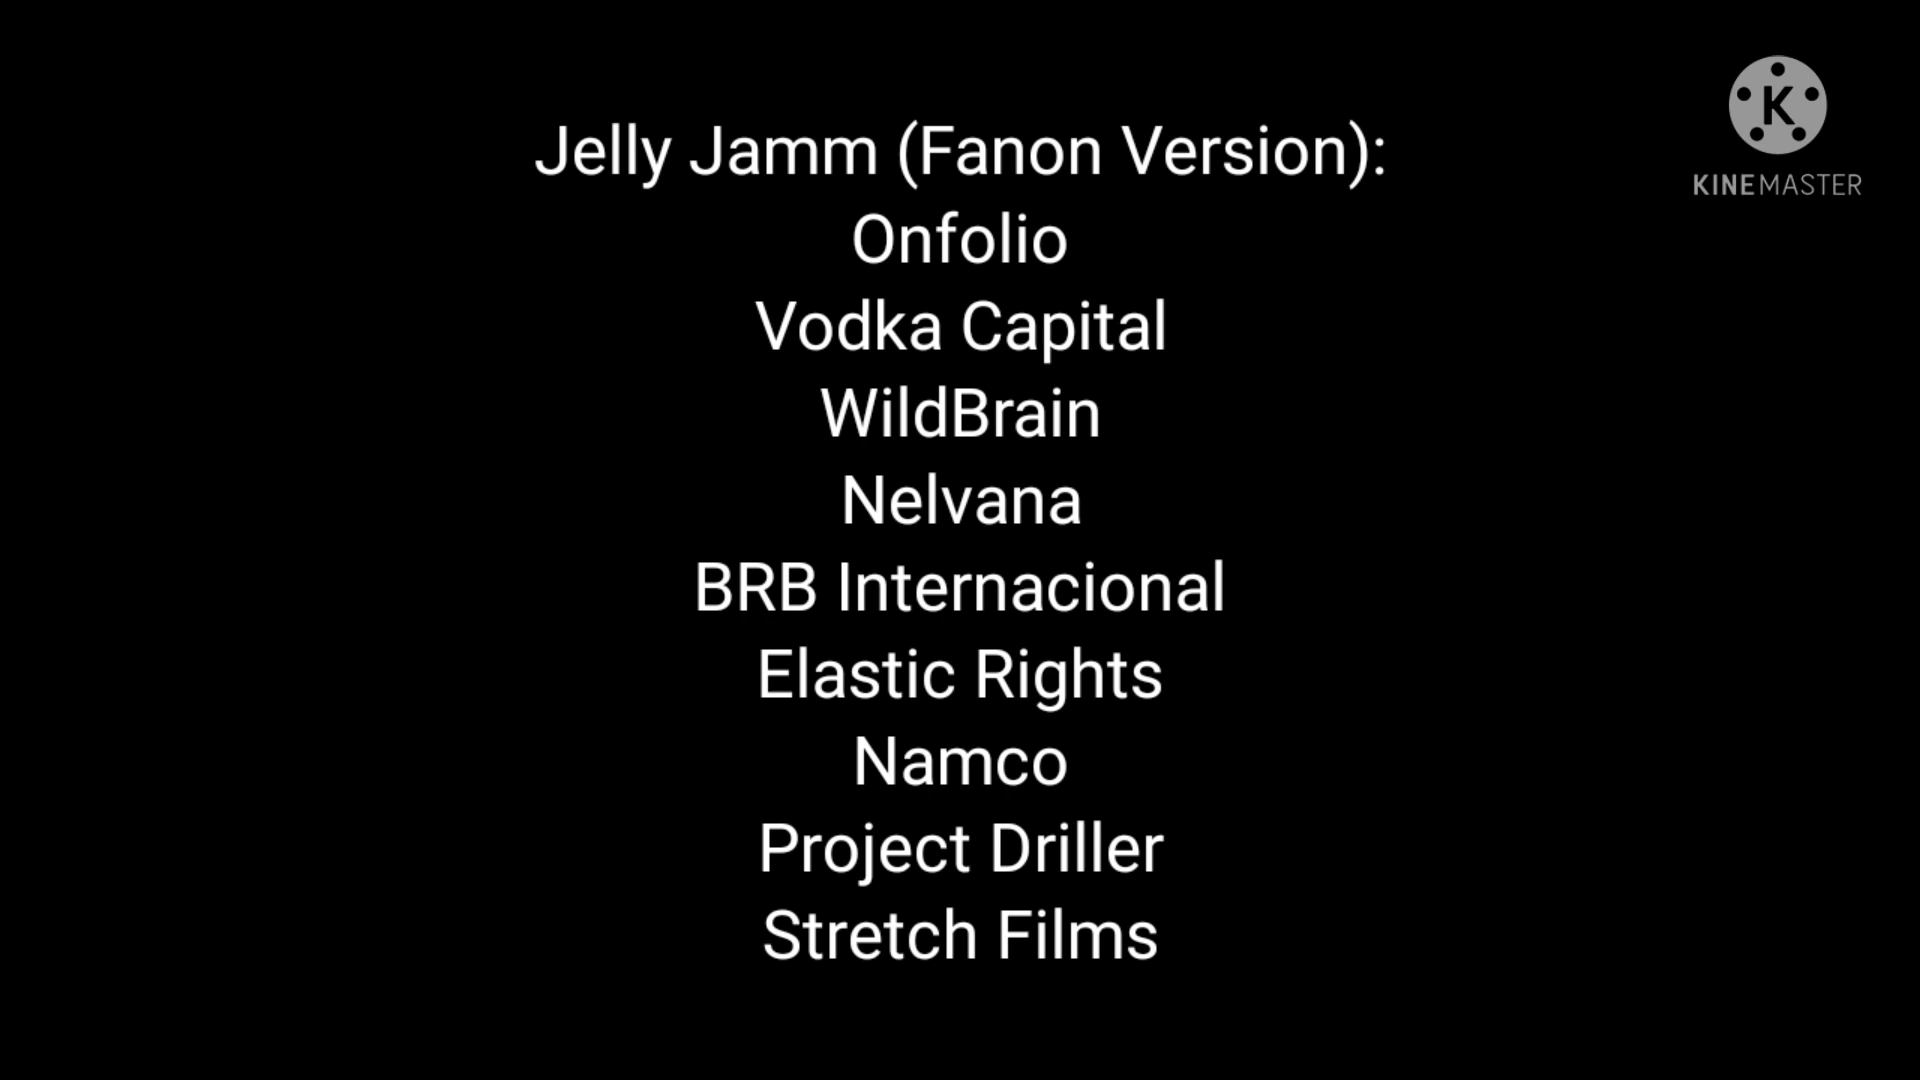 Jelly Jamm (Fanon Version):
Onfolio
Vodka Capital
WildBrain
Nelvana
BRB Internacional
Elastic Rights
Namco
Project Driller
Stretch Films
K
KINEMASTER